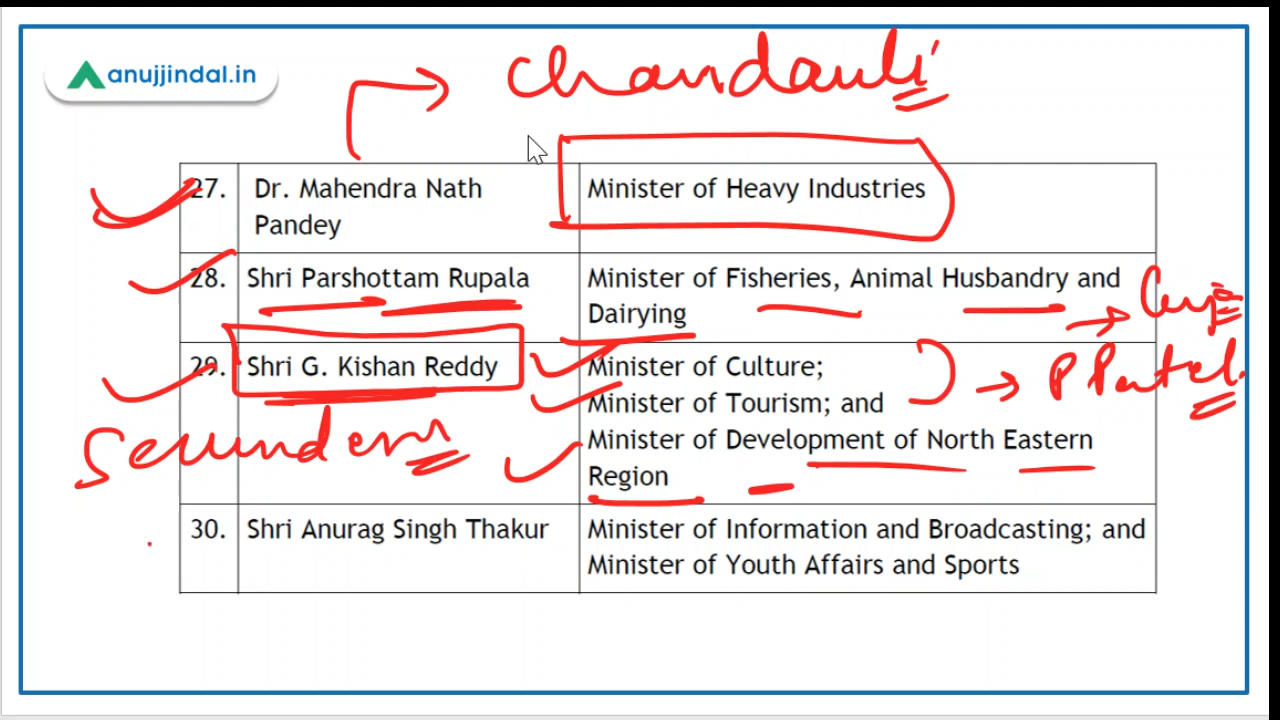 anujjindal.in
Chandauli
27. Dr. Mahendra Nath Pandey Minister of Heavy Industries
28. Shri Parshottam Rupala Minister of Fisheries, Animal Husbandry and
Dairying
29. Shri G. Kishan Reddy Minister of Culture;
Minister of Tourism; and
P Patel
Minister of Development of North Eastern
Region
30. Shri Anurag Singh Thakur Minister of Information and Broadcasting; and
Minister of Youth Affairs and Sports